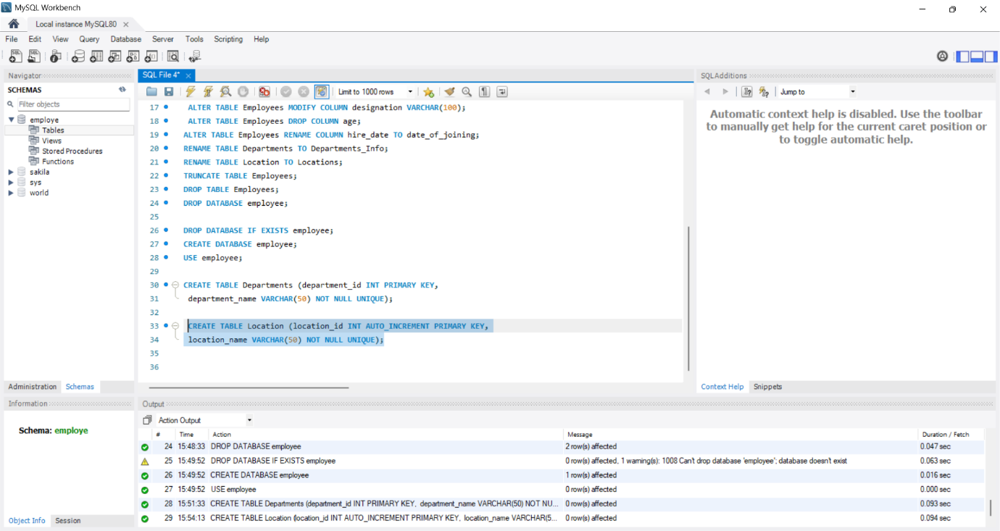 MySQL Workbench
Local instance MySQL80
File Edit View Query Database Server Tools Scripting Help
Navigator
SCHEMAS
Filter objects
employe
Tables
Views
Stored Procedures
Functions
sakila
sys
world
Administration Schemas
Information
Schema: employe
Object Info Session
SQL File 4*
Limit to 1000 rows
17 ALTER TABLE Employees MODIFY COLUMN designation VARCHAR(100);
18 ALTER TABLE Employees DROP COLUMN age;
19 ALTER TABLE Employees RENAME COLUMN hire_date TO date_of_joining;
20 RENAME TABLE Departments TO Departments_Info;
21 RENAME TABLE Location TO Locations;
22 TRUNCATE TABLE Employees;
23 DROP TABLE Employees;
24 DROP DATABASE employee;
25
26 DROP DATABASE IF EXISTS employee;
27 CREATE DATABASE employee;
28 USE employee;
29
30 CREATE TABLE Departments (department_id INT PRIMARY KEY,
31 department_name VARCHAR(50) NOT NULL UNIQUE);
32
33 CREATE TABLE Location (location_id INT AUTO_INCREMENT PRIMARY KEY,
34 location_name VARCHAR(50) NOT NULL UNIQUE);
35
36
SQLAdditions
Jump to
Automatic context help is disabled. Use the toolbar
to manually get help for the current caret position or
to toggle automatic help.
Context Help Snippets
Output
Action Output
# Time Action Message Duration / Fetch
24 15:48:33 DROP DATABASE employee 2 row(s) affected 0.047 sec
25 15:49:52 DROP DATABASE IF EXISTS employee 0 row(s) affected, 1 warning(s): 1008 Can't drop database 'employee'; database doesn't exist 0.063 sec
26 15:49:52 CREATE DATABASE employee 1 row(s) affected 0.016 sec
27 15:49:52 USE employee 0 row(s) affected 0.000 sec
28 15:51:33 CREATE TABLE Departments (department_id INT PRIMARY KEY, department_name VARCHAR(50) NOT NU... 0 row(s) affected 0.093 sec
29 15:54:13 CREATE TABLE Location (location_id INT AUTO_INCREMENT PRIMARY KEY, location_name VARCHAR(5... 0 row(s) affected 0.094 sec